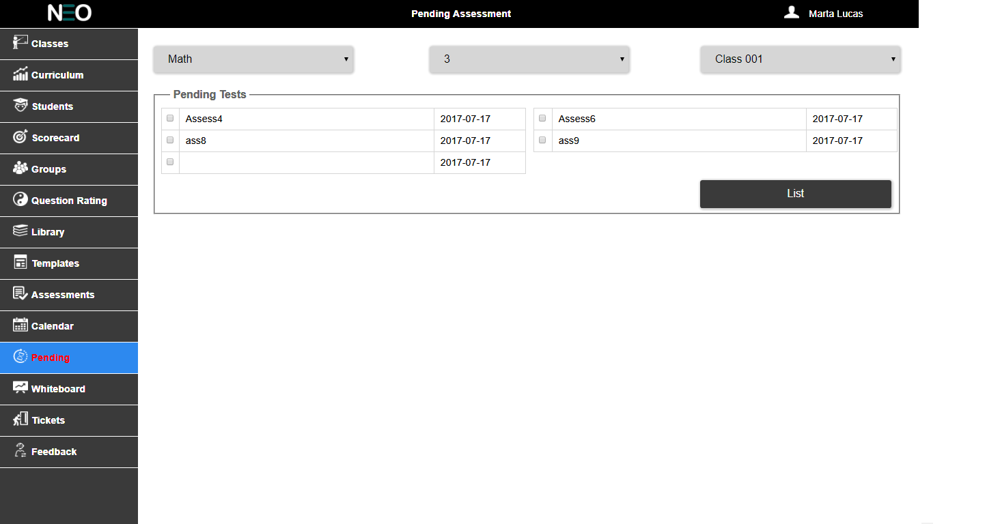 NEO
Pending Assessment
Marta Lucas
Classes
Curriculum
Students
Scorecard
Groups
Question Rating
Library
Templates
Assessments
Calendar
Pending
Whiteboard
Tickets
Feedback
Math
3
Class 001
Pending Tests
Assess4 2017-07-17
Assess6 2017-07-17
ass8 2017-07-17
ass9 2017-07-17
2017-07-17
List